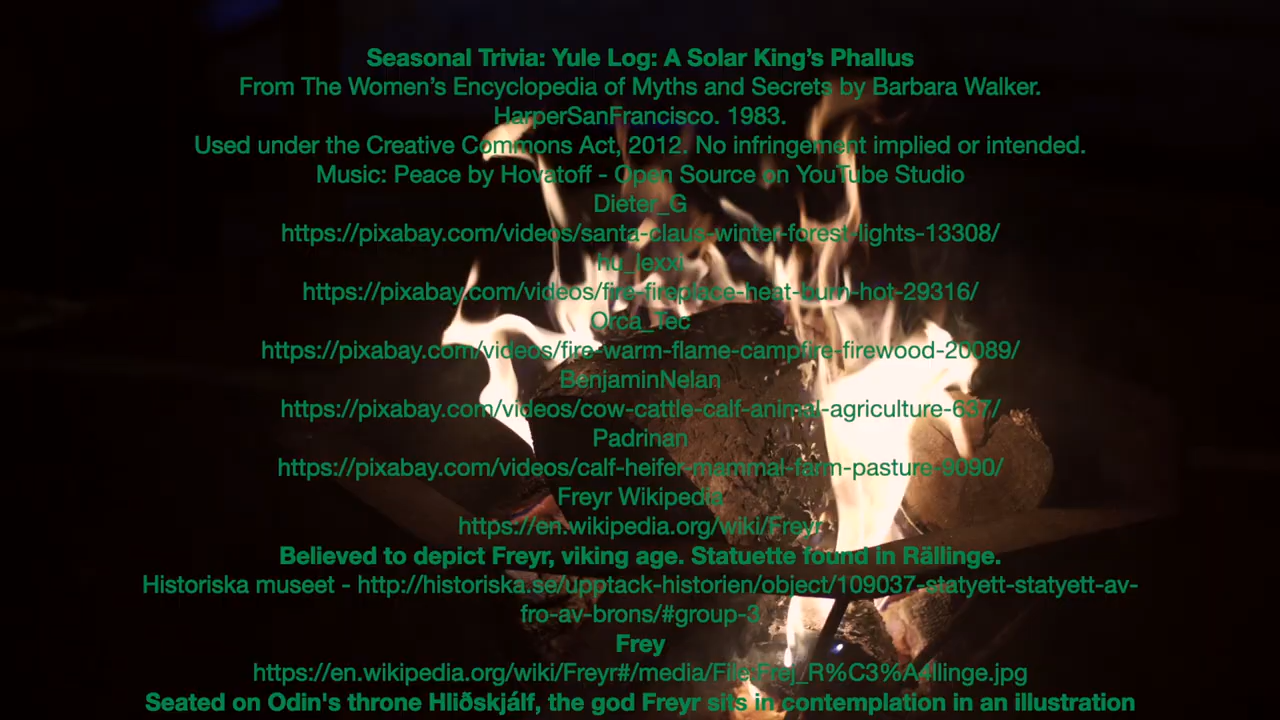 Seasonal Trivia: Yule Log: A Solar King’s Phallus
From The Women’s Encyclopedia of Myths and Secrets by Barbara Walker.
HarperSanFrancisco. 1983.
Used under the Creative Commons Act, 2012. No infringement implied or intended.
Music: Peace by Hovatoff - Open Source on YouTube Studio
Dieter_G
https://pixabay.com/videos/santa-claus-winter-forest-lights-13308/
hu_lexxi
https://pixabay.com/videos/fire-fireplace-heat-burn-hot-29316/
Orca_Tec
https://pixabay.com/videos/fire-warm-flame-campfire-firewood-20089/
BenjaminNelan
https://pixabay.com/videos/cow-cattle-calf-animal-agriculture-637/
Padrinan
https://pixabay.com/videos/calf-heifer-mammal-farm-pasture-9090/
Freyr Wikipedia
https://en.wikipedia.org/wiki/Freyr
Believed to depict Freyr, viking age. Statuette found in Rällinge.
Historiska museet - http://historiska.se/upptack-historien/object/109037-statyett-statyett-av-
fro-av-brons/#group-3
Frey
https://en.wikipedia.org/wiki/Freyr#/media/File:Frej_R%C3%A4llinge.jpg
Seated on Odin's throne Hliðskjálf, the god Freyr sits in contemplation in an illustration